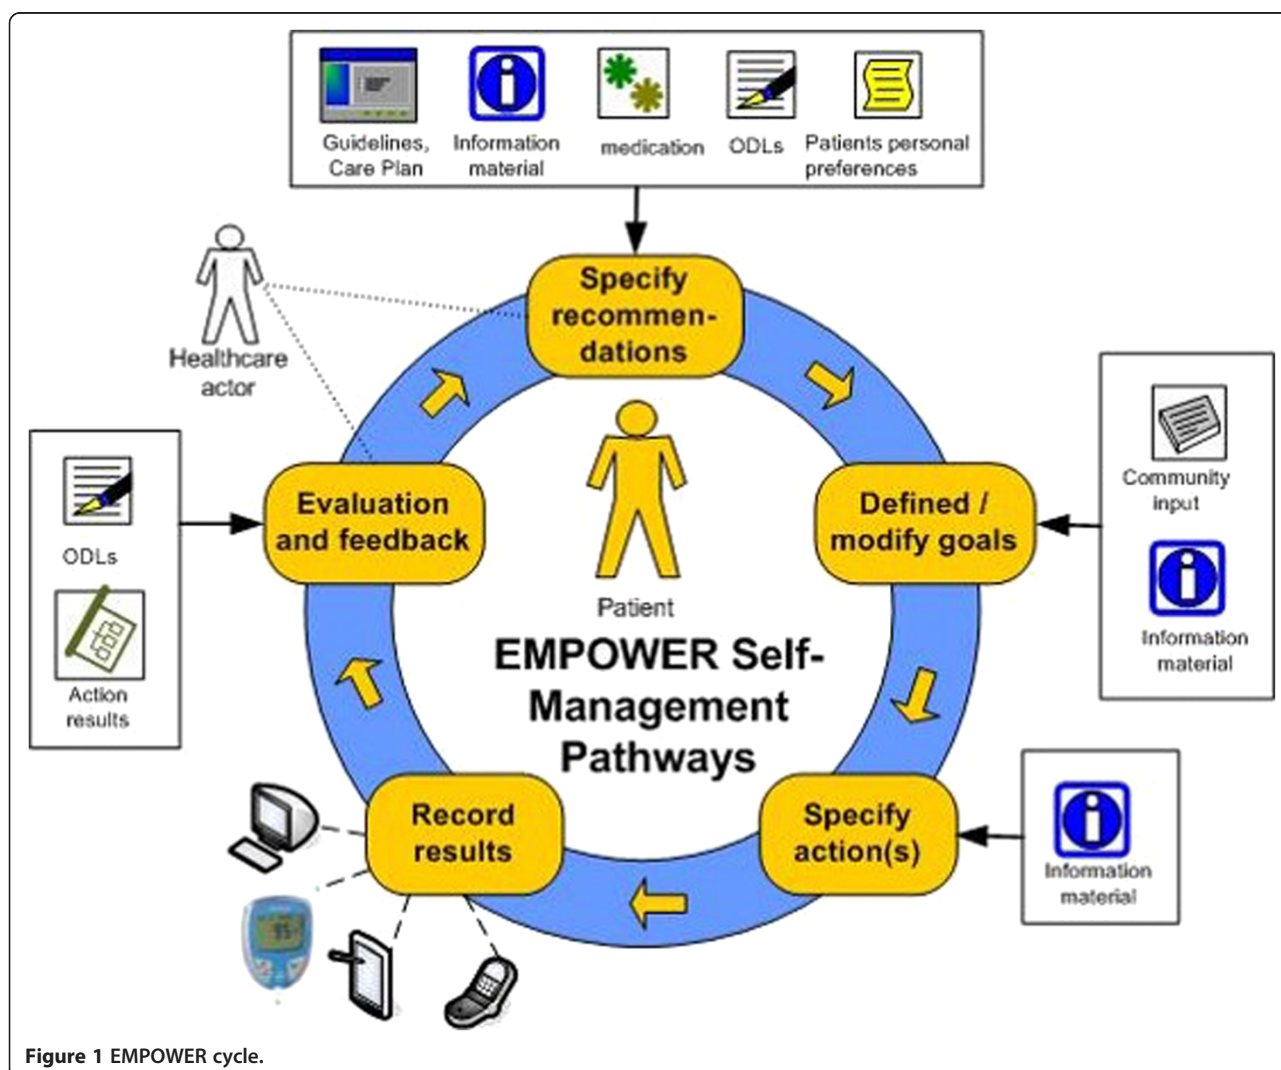 Guidelines,
Care Plan
Information
material
medication
ODLs
Patients personal
preferences
Specify
recommen-
dations
Healthcare
actor
Evaluation
and feedback
ODLs
Action
results
Patient
EMPOWER Self-
Management
Pathways
Defined /
modify goals
Community
input
Information
material
Specify
action(s)
Information
material
Record
results
Figure 1 EMPOWER cycle.